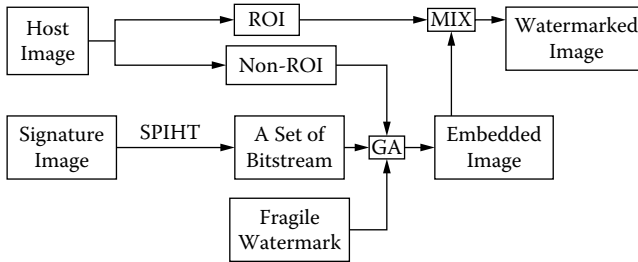 Host
Image
ROI
Non-ROI
MIX
Watermarked
Image
Signature
Image
SPIHT
A Set of
Bitstream
GA
Embedded
Image
Fragile
Watermark